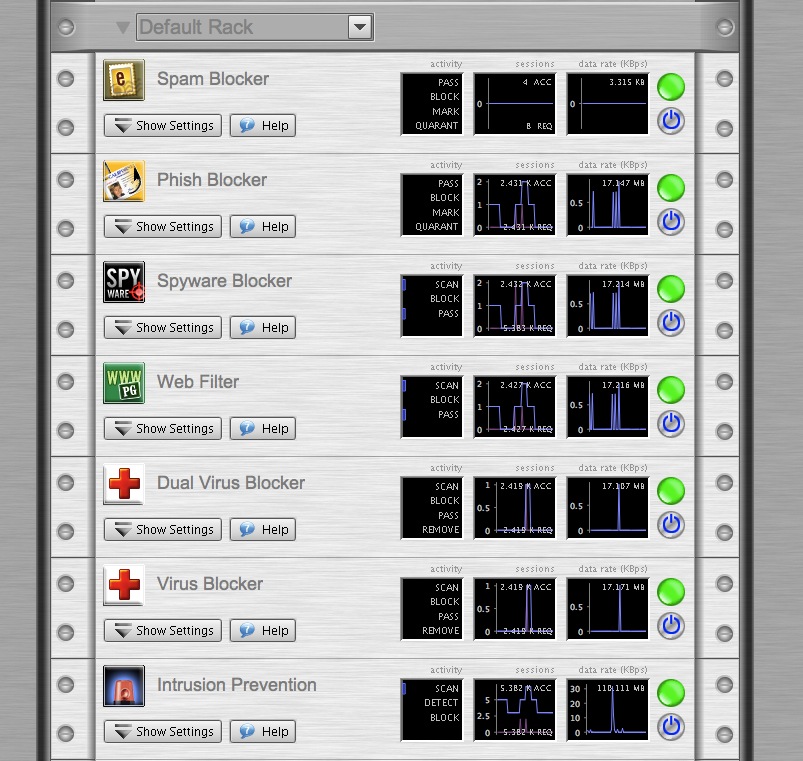 Default Rack
Spam Blocker
activity sessions data rate (KBps)
PASS
BLOCK
MARK
QUARANT
0
4 ACC
8 REQ
0
3.315 KB
Show Settings Help
Phish Blocker
activity sessions data rate (KBps)
PASS
BLOCK
MARK
QUARANT
2
1
0
2.431 K ACC
2.431 K REQ
0.5
0
17.147 MB
Show Settings Help
SPY
WARE
Spyware Blocker
activity sessions data rate (KBps)
SCAN
BLOCK
PASS
2
1
0
2.432 K ACC
5.383 K REQ
0.5
0
17.214 MB
Show Settings Help
WWW
PG
Web Filter
activity sessions data rate (KBps)
SCAN
BLOCK
PASS
2
1
0
2.427 K ACC
2.427 K REQ
0.5
0
17.216 MB
Show Settings Help
Dual Virus Blocker
activity sessions data rate (KBps)
SCAN
BLOCK
PASS
REMOVE
1
0.5
0
2.419 K ACC
2.419 K REQ
0.5
0
17.107 MB
Show Settings Help
Virus Blocker
activity sessions data rate (KBps)
SCAN
BLOCK
PASS
REMOVE
1
0.5
0
2.419 K ACC
2.419 K REQ
0.5
0
17.171 MB
Show Settings Help
Intrusion Prevention
activity sessions data rate (KBps)
SCAN
DETECT
BLOCK
5
2.5
0
5.382 K ACC
5.382 K REQ
30
20
10
0
110.111 MB
Show Settings Help